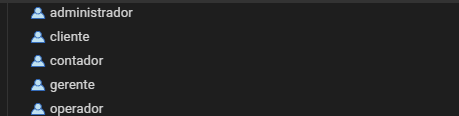 administrador
cliente
contador
gerente
operador